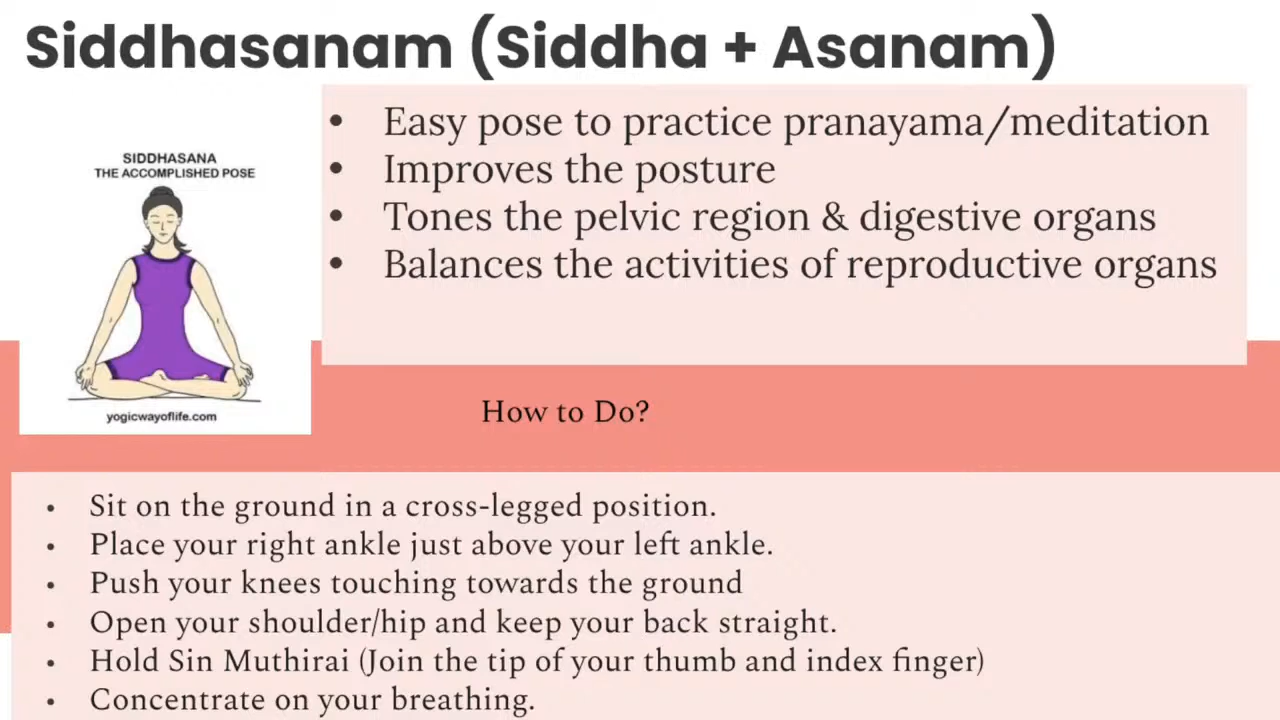 Siddhasanam (Siddha + Asanam)
SIDDHASANA
THE ACCOMPLISHED POSE
yogicwayoflife.com
• Easy pose to practice pranayama/meditation
• Improves the posture
• Tones the pelvic region & digestive organs
• Balances the activities of reproductive organs
How to Do?
• Sit on the ground in a cross-legged position.
• Place your right ankle just above your left ankle.
• Push your knees touching towards the ground
• Open your shoulder/hip and keep your back straight.
• Hold Sin Muthirai (Join the tip of your thumb and index finger)
• Concentrate on your breathing.